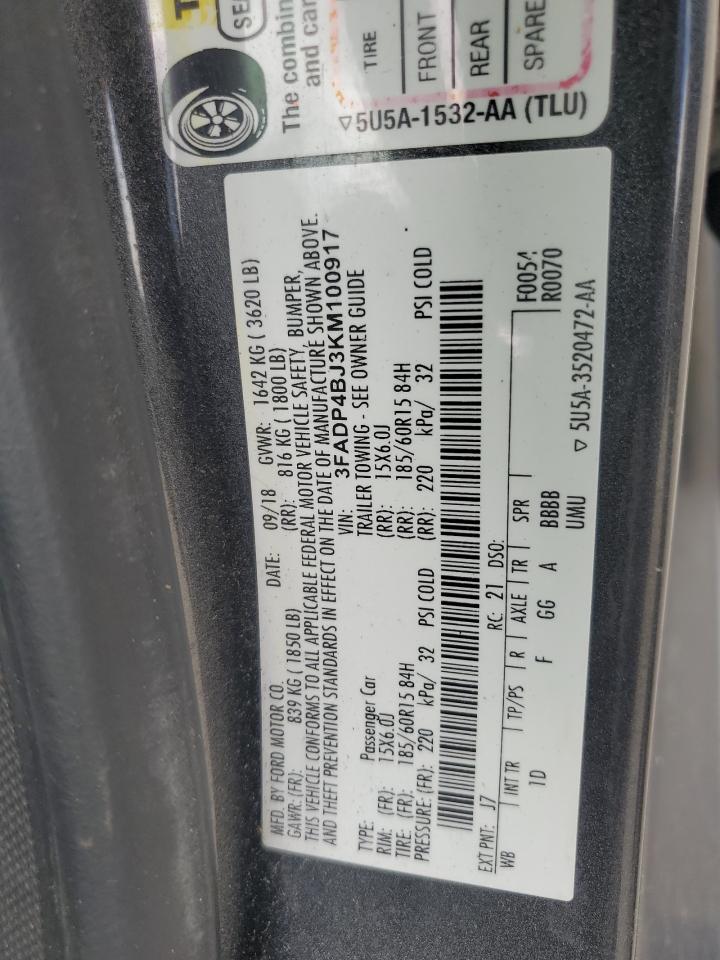 T
SE
The combin
and car
TIRE
FRONT
REAR
SPARE
▽5U5A-1532-AA (TLU)
MFD. BY FORD MOTOR CO. DATE: 09/18 GVWR: 1642 KG ( 3620 LB)
GAWR:(FR): 839 KG (1850 LB) (RR): 816 KG ( 1800 LB)
THIS VEHICLE CONFORMS TO ALL APPLICABLE FEDERAL MOTOR VEHICLE SAFETY, BUMPER,
AND THEFT PREVENTION STANDARDS IN EFFECT ON THE DATE OF MANUFACTURE SHOWN ABOVE.
VIN: 3FADP4BJ3KM100917
TYPE: Passenger Car TRAILER TOWING - SEE OWNER GUIDE
RIM: (FR): 15X6.0J (RR): 15X6.0J
TIRE: (FR): 185/60R15 84H (RR): 185/60R15 84H
PRESSURE:(FR): 220 kPa/ 32 PSI COLD (RR): 220 kPa/ 32 PSI COLD
EXT PNT: J7 RC: 21 DSO:
WB INT TR TP/PS R AXLE TR SPR F0054
1D F GG A BBBB R0070
UMU
▽ 5U5A-3520472-AA